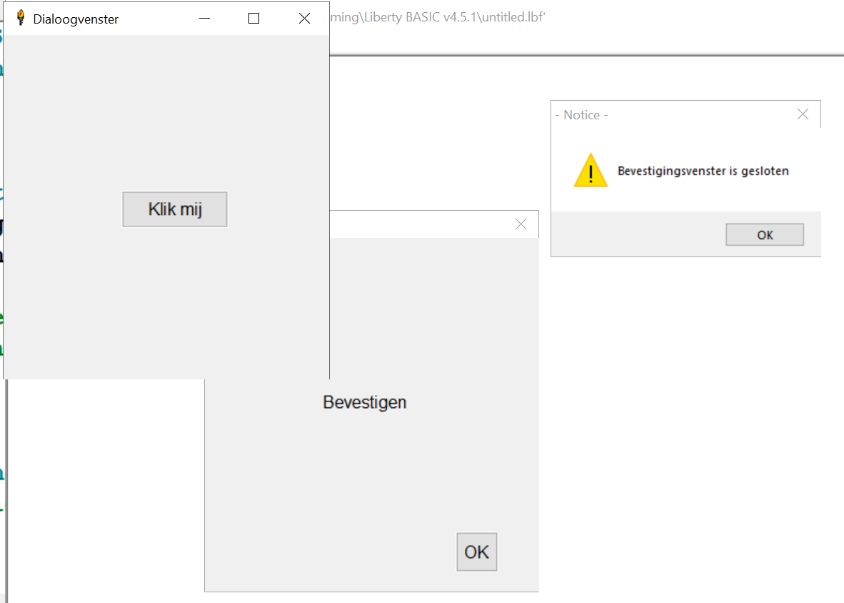 Dialoogvenster
ming\Liberty BASIC v4.5.1\untitled.lbf'
- Notice -
Bevestigingsvenster is gesloten
OK
Klik mij
Bevestigen
OK